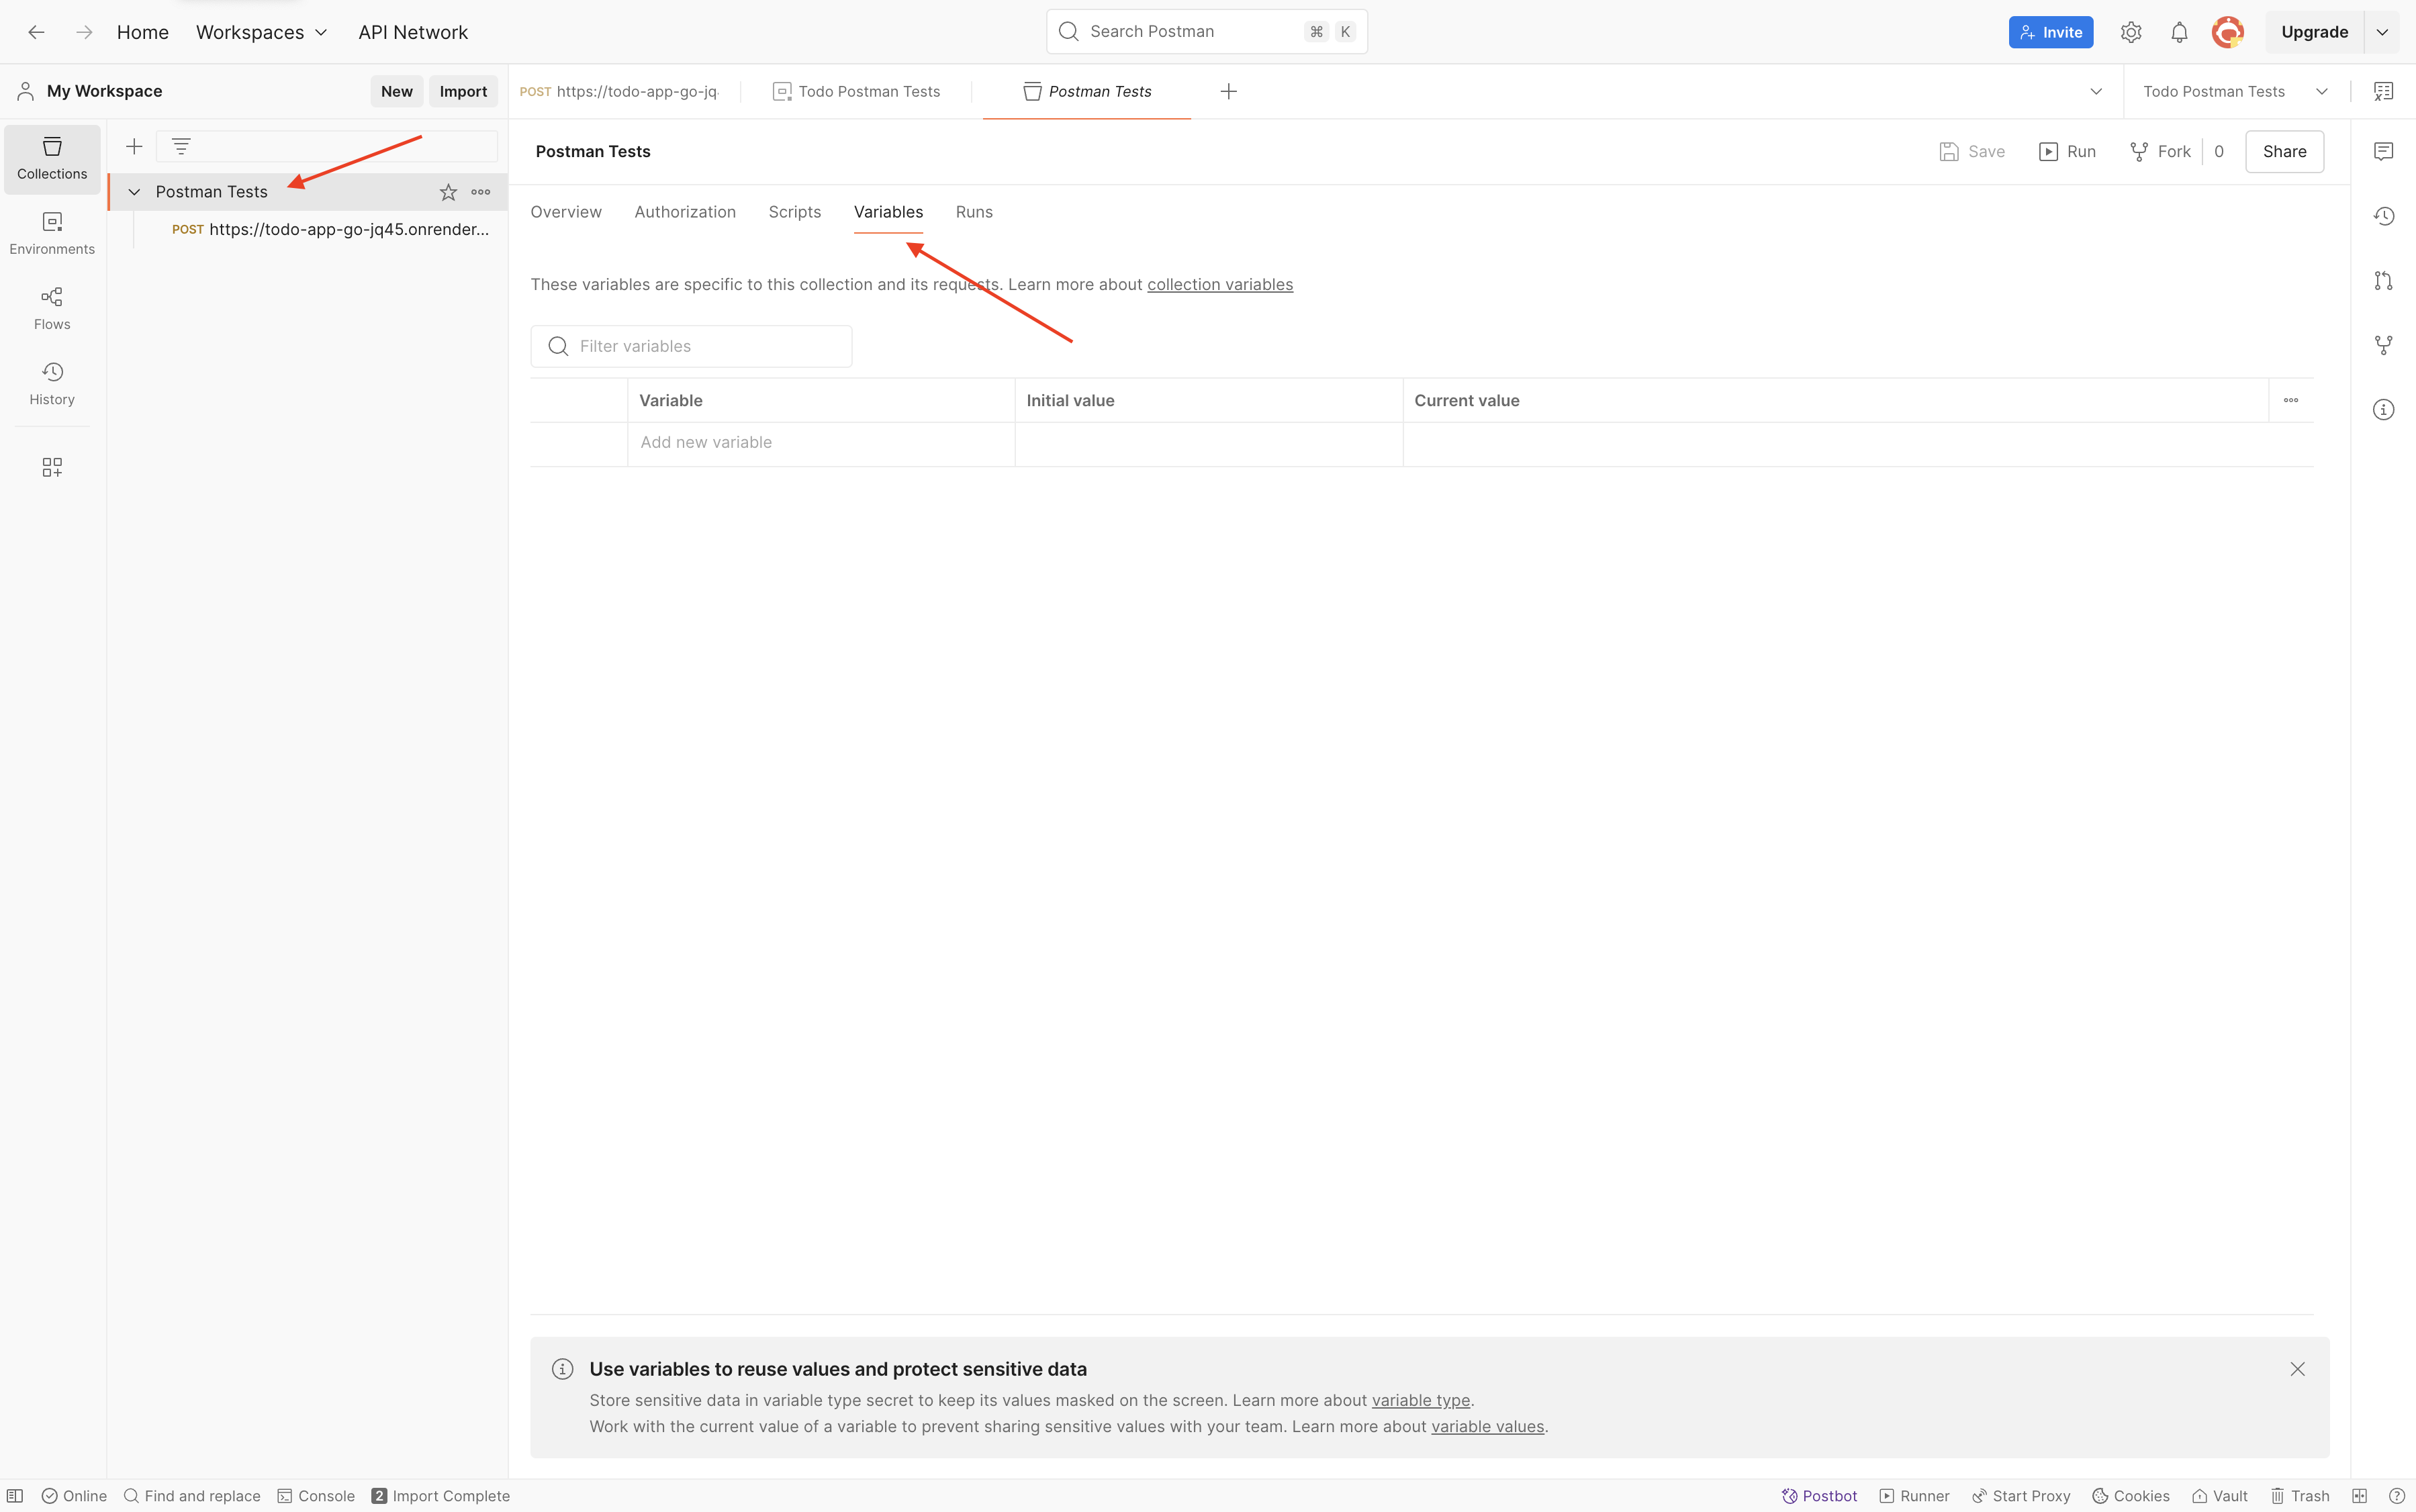 Home Workspaces API Network Search Postman ⌘ K Invite Upgrade
My Workspace New Import POST https://todo-app-go-jq Todo Postman Tests Postman Tests Todo Postman Tests
Collections
Environments
Flows
History
Postman Tests
POST https://todo-app-go-jq45.onrender...
Postman Tests Save Run Fork 0 Share
Overview Authorization Scripts Variables Runs
These variables are specific to this collection and its requests. Learn more about collection variables
Filter variables
Variable Initial value Current value
Add new variable
Use variables to reuse values and protect sensitive data
Store sensitive data in variable type secret to keep its values masked on the screen. Learn more about variable type.
Work with the current value of a variable to prevent sharing sensitive values with your team. Learn more about variable values.
Online Find and replace Console 2 Import Complete Postbot Runner Start Proxy Cookies Vault Trash